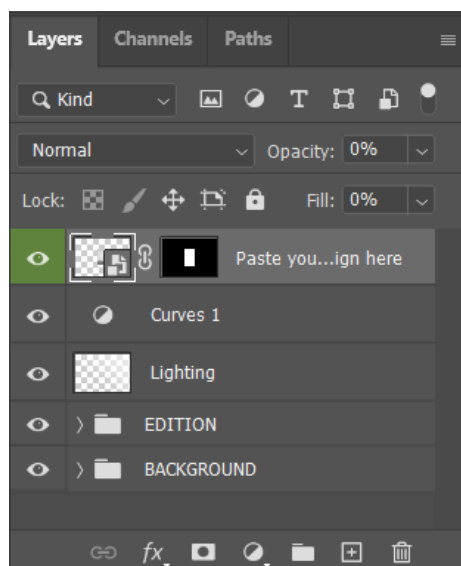 Layers Channels Paths
Kind T
Normal Opacity: 0%
Lock: Fill: 0%
Paste you...ign here
Curves 1
Lighting
EDITION
BACKGROUND
fx